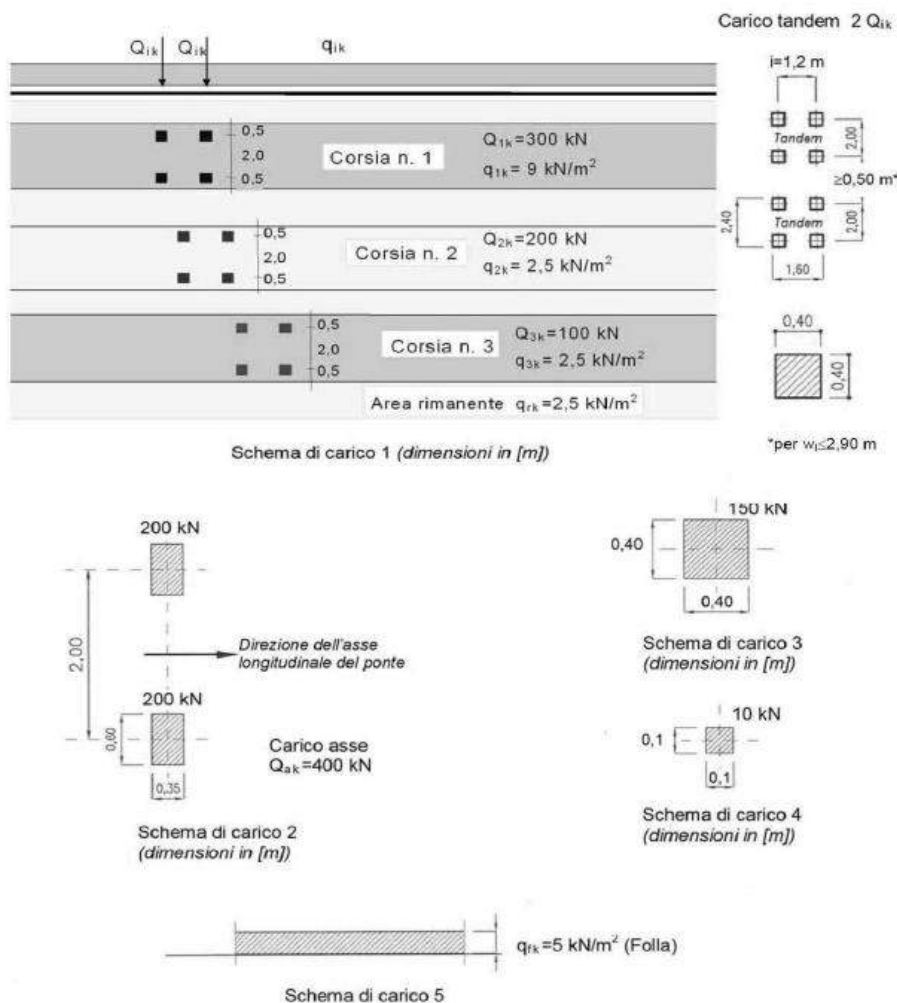 Carico tandem 2 Qik
Qik Qik qik
i=1,2 m
0,5
2,0
0,5
Corsia n. 1
Q1k=300 kN
q1k= 9 kN/m²
Tandem
2,00
≥0,50 m*
0,5
2,0
0,5
Corsia n. 2
Q2k=200 kN
q2k= 2,5 kN/m²
2,40
Tandem
2,00
1,60
0,5
2,0
0,5
Corsia n. 3
Q3k=100 kN
q3k= 2,5 kN/m²
0,40
0,40
Area rimanente qrk=2,5 kN/m²
*per wl≤2,90 m
Schema di carico 1 (dimensioni in [m])
200 kN
2,00
Direzione dell'asse
longitudinale del ponte
200 kN
0,60
0,35
Carico asse
Qak=400 kN
Schema di carico 2
(dimensioni in [m])
150 kN
0,40
0,40
Schema di carico 3
(dimensioni in [m])
10 kN
0,1
0,1
Schema di carico 4
(dimensioni in [m])
qfk=5 kN/m² (Folla)
Schema di carico 5